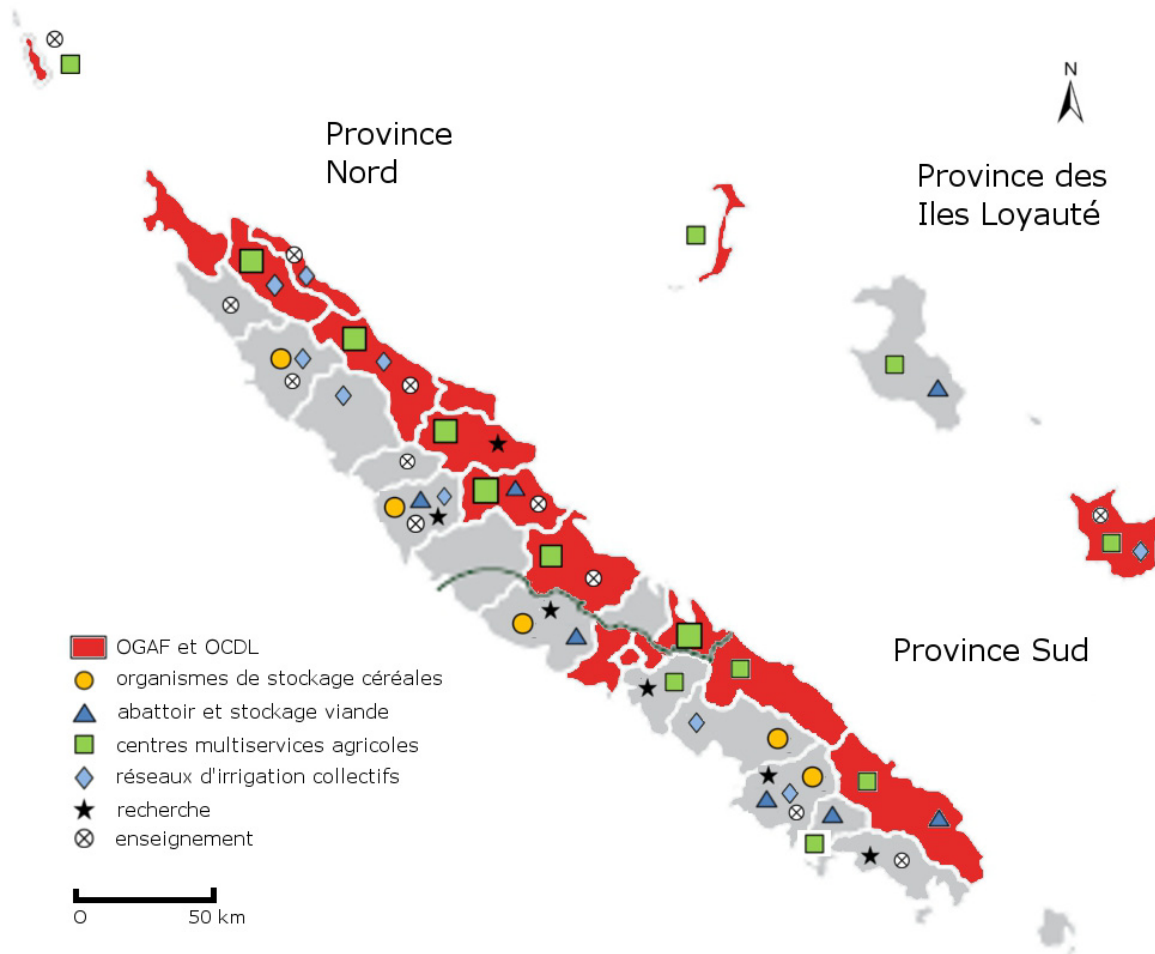 N
Province
Nord
Province des
Iles Loyauté
Province Sud
OGAF et OCDL
organismes de stockage céréales
abattoir et stockage viande
centres multiservices agricoles
réseaux d'irrigation collectifs
recherche
enseignement
O 50 km